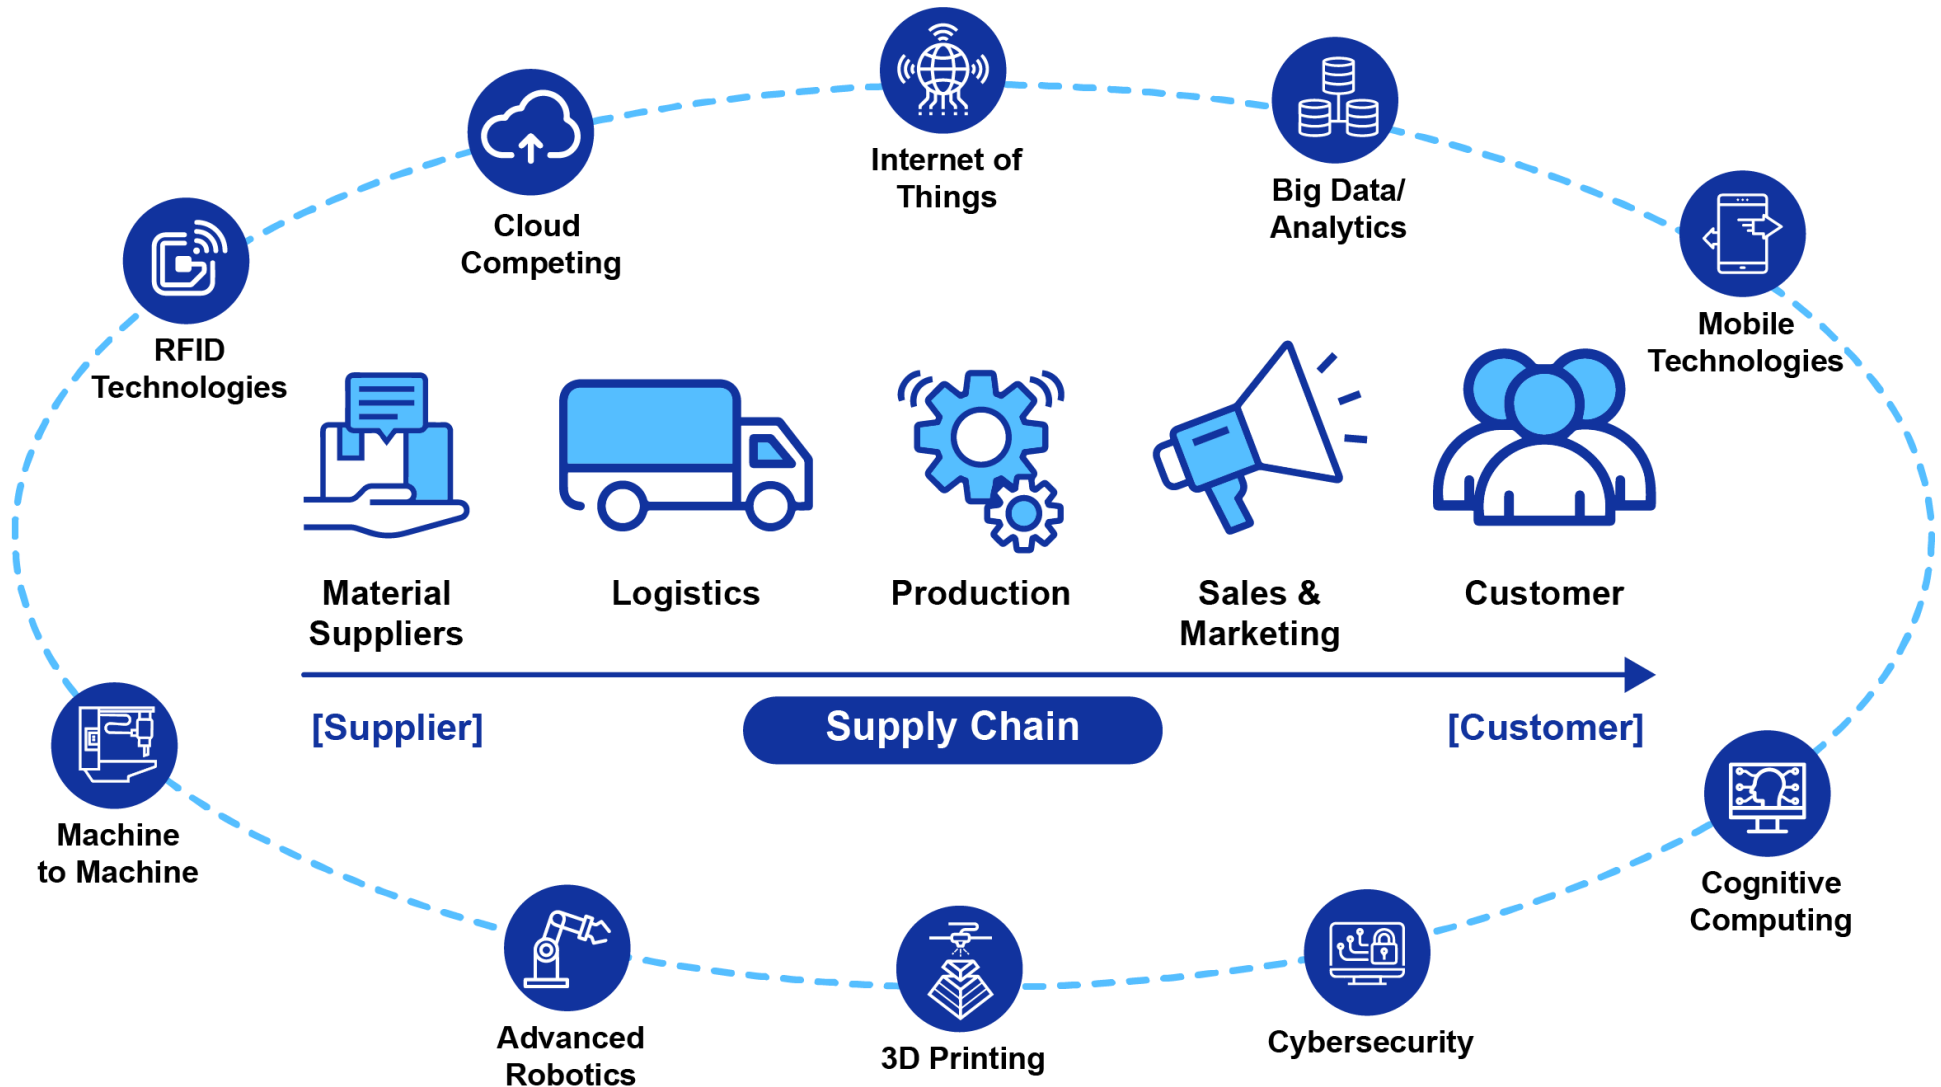 Internet of
Things
Big Data/
Analytics
Cloud
Competing
Mobile
Technologies
RFID
Technologies
Material
Suppliers
Logistics
Production
Sales &
Marketing
Customer
[Supplier]
Supply Chain
[Customer]
Machine
to Machine
Cognitive
Computing
Advanced
Robotics
3D Printing
Cybersecurity